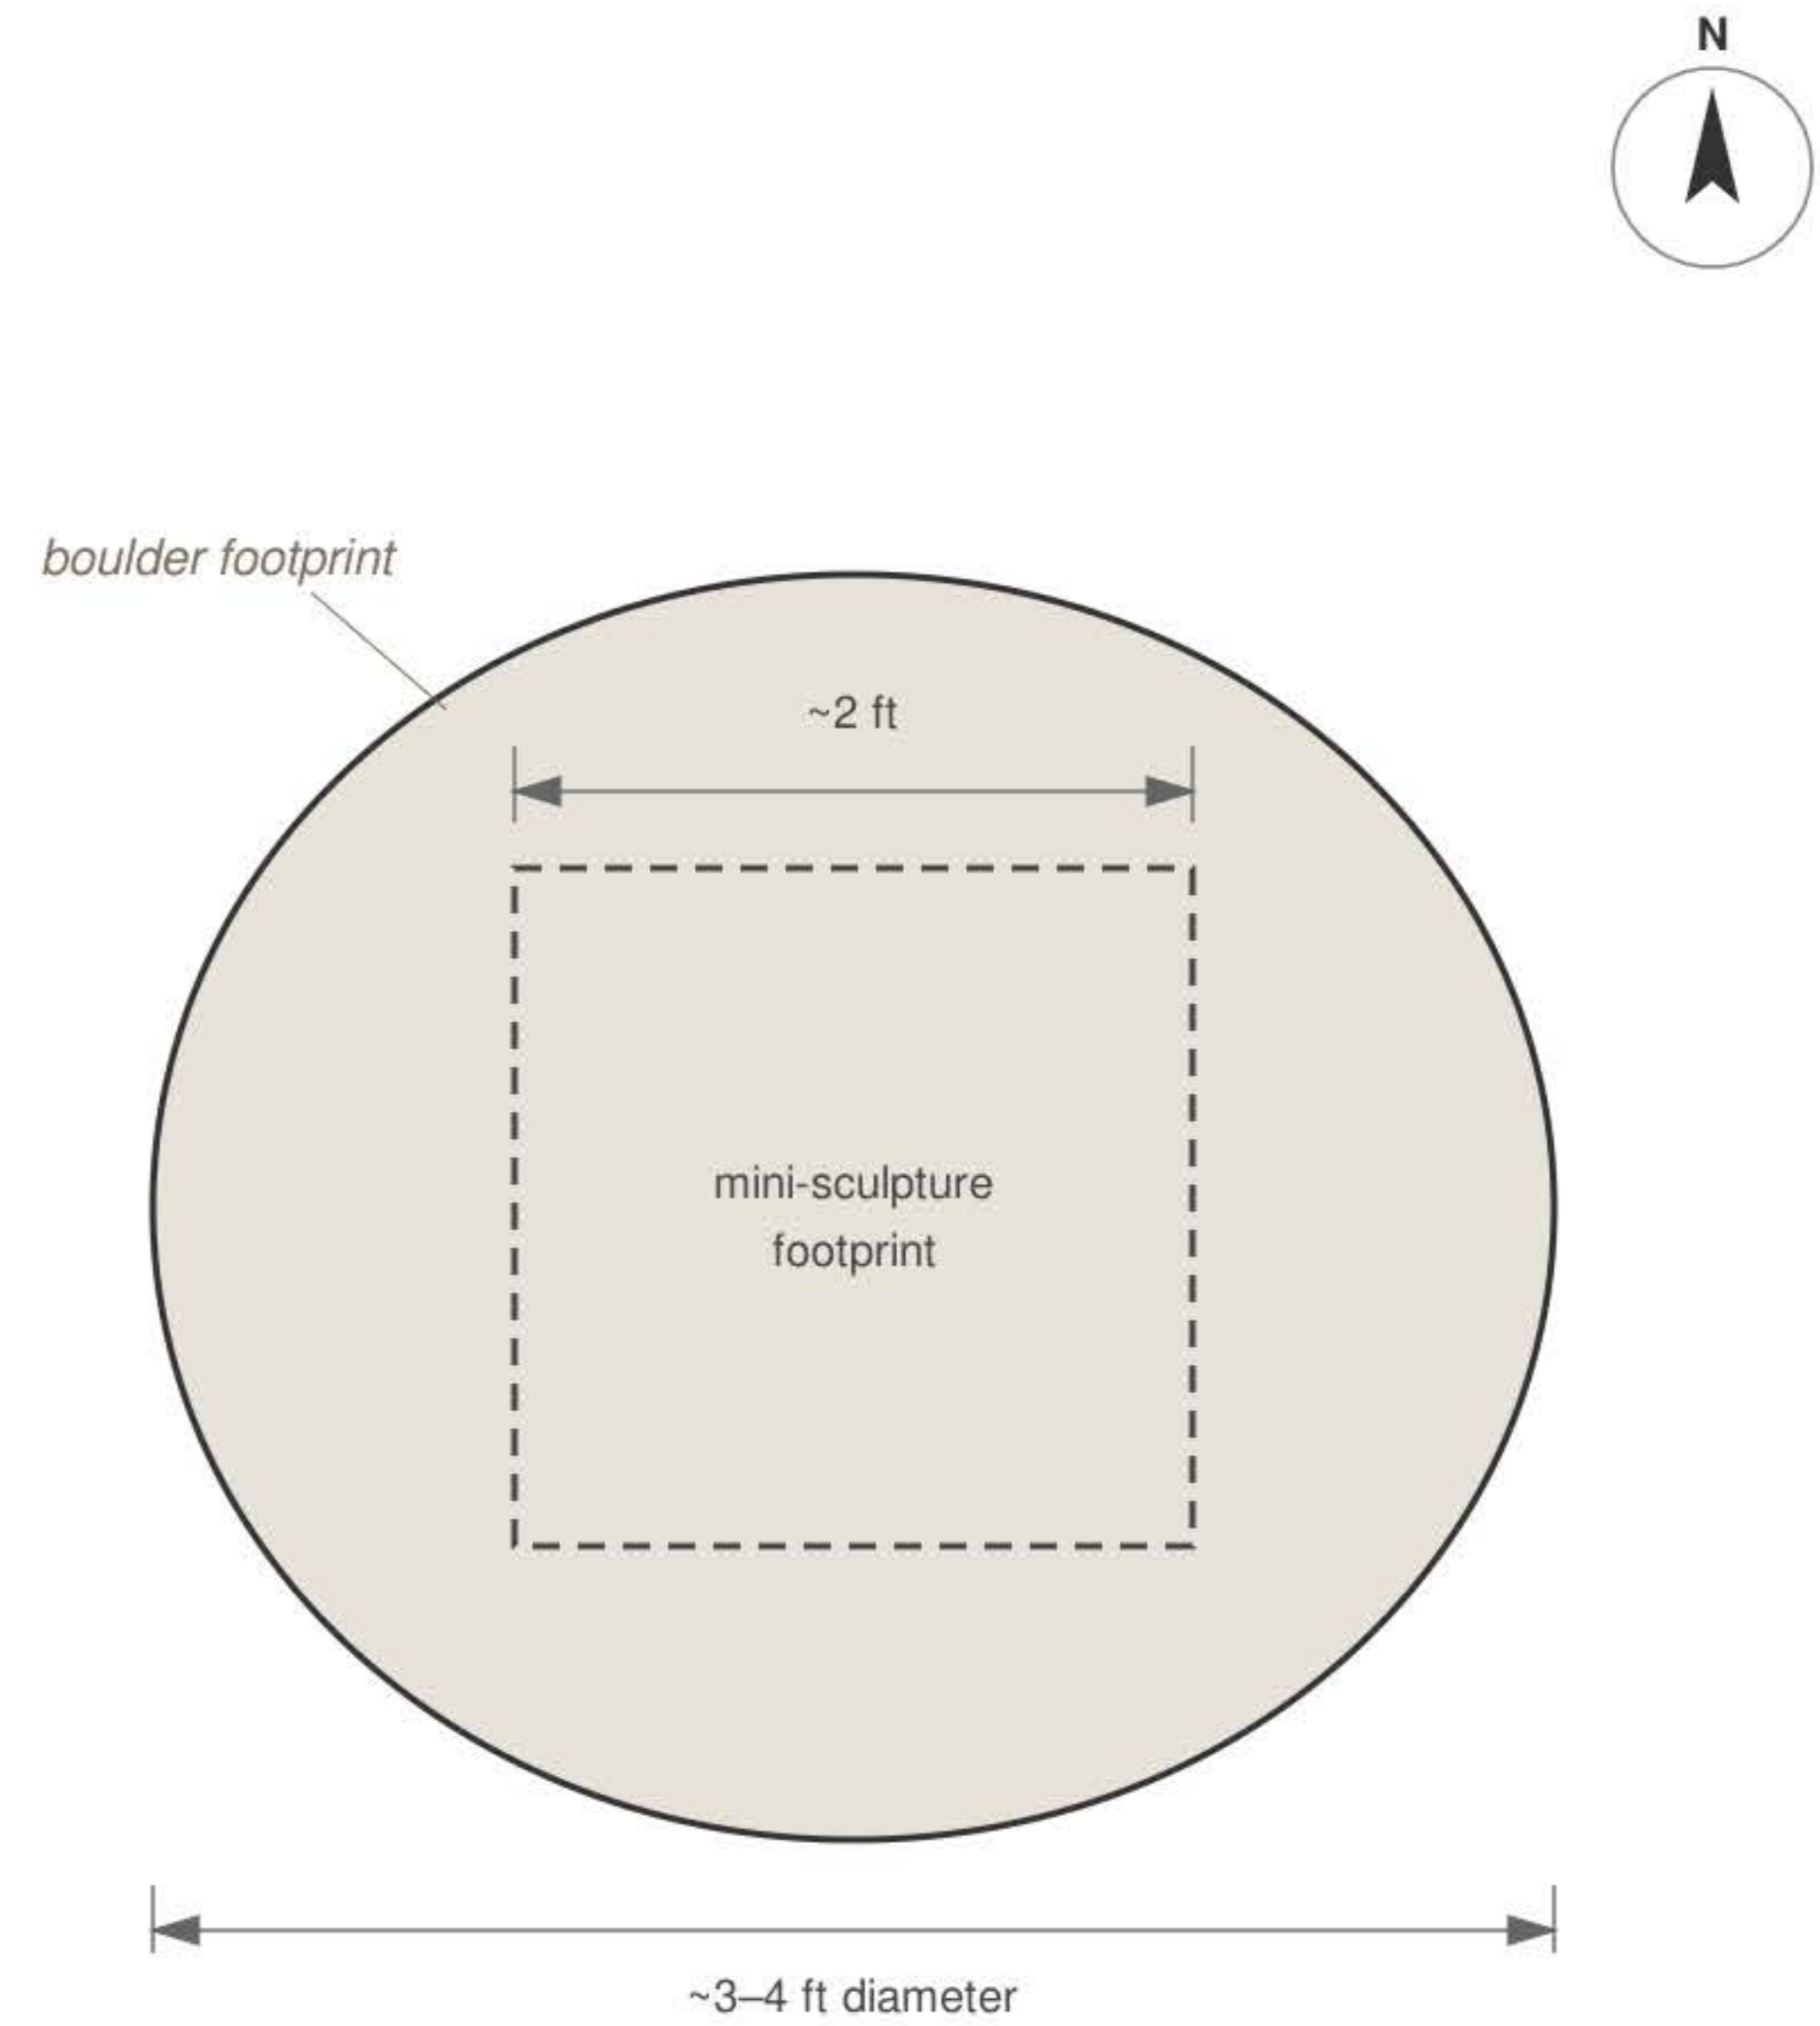 N
boulder footprint
~2 ft
mini-sculpture
footprint
~3–4 ft diameter